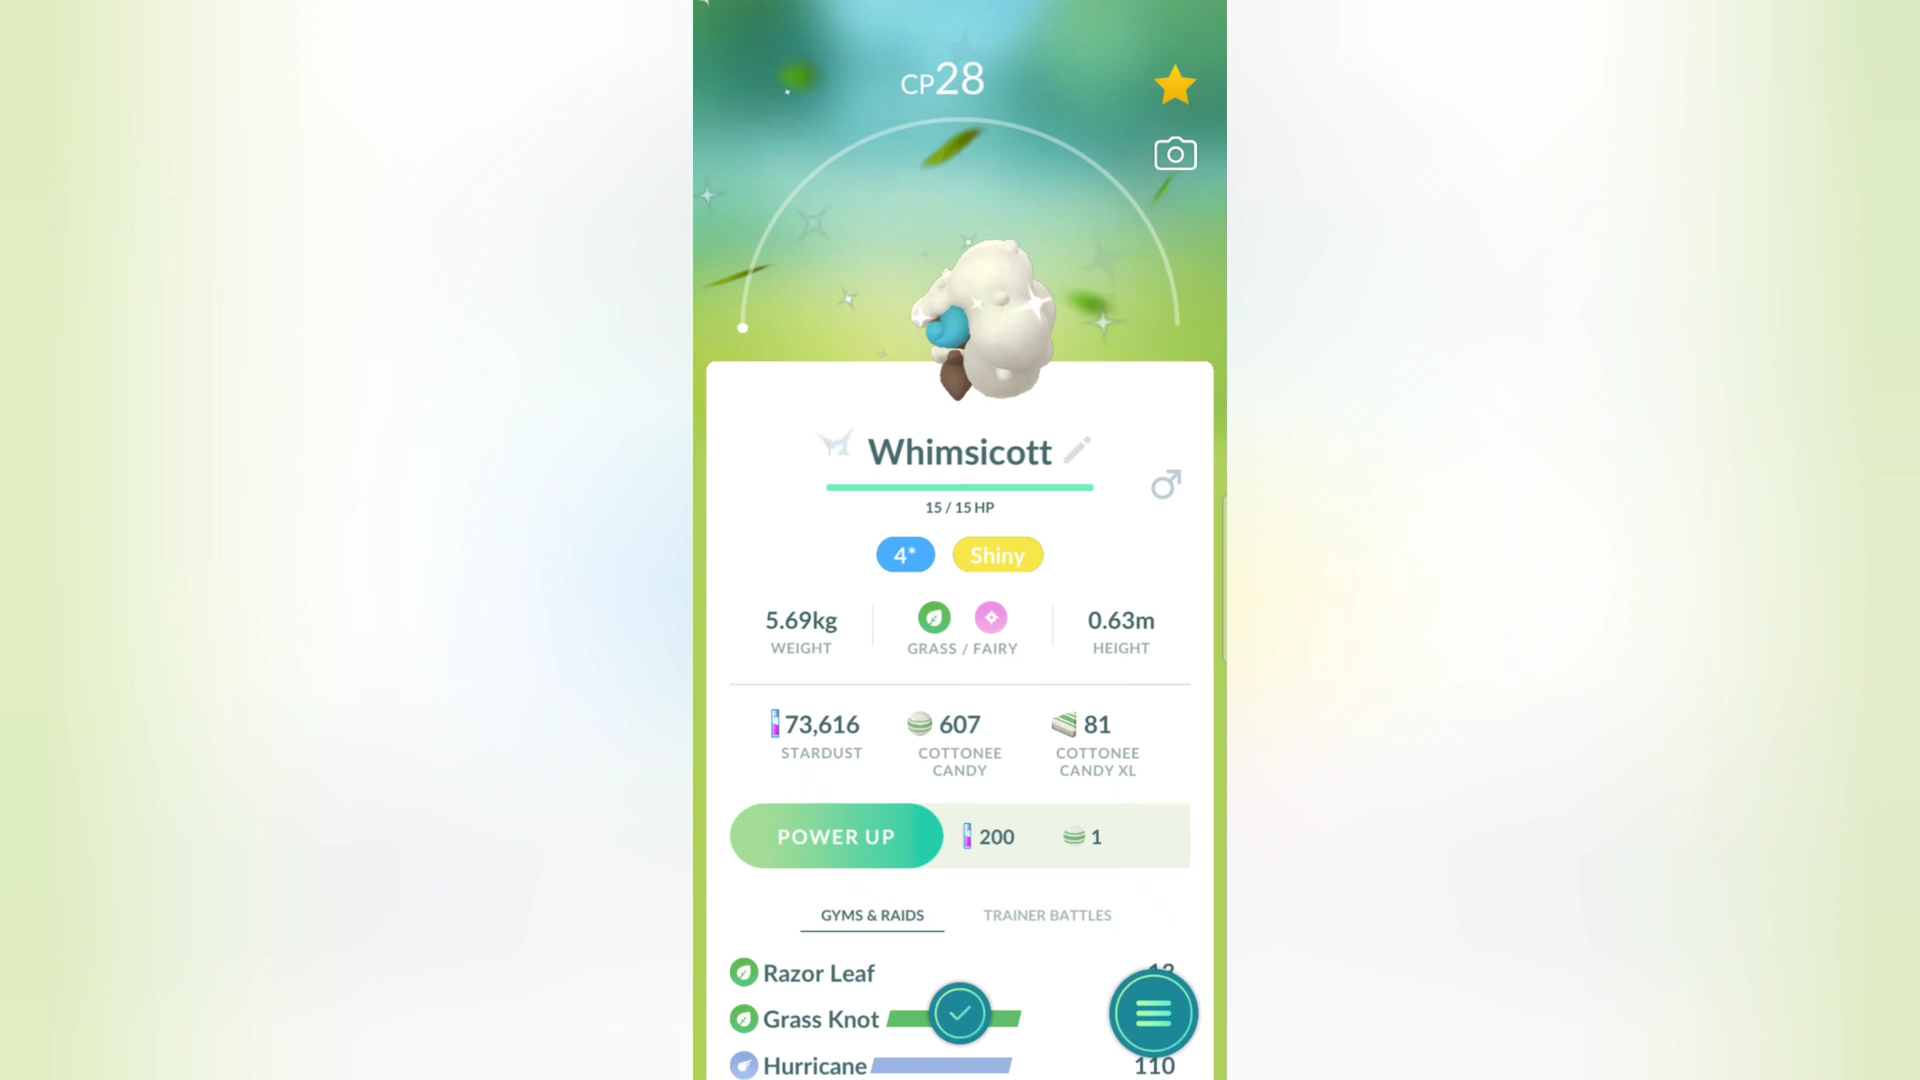 CP28
Whimsicott
15 / 15 HP
4* Shiny
5.69kg
WEIGHT
GRASS / FAIRY
0.63m
HEIGHT
73,616
STARDUST
607
COTTONEE
CANDY
81
COTTONEE
CANDY XL
POWER UP 200 1
GYMS & RAIDS TRAINER BATTLES
Razor Leaf
Grass Knot
Hurricane 110